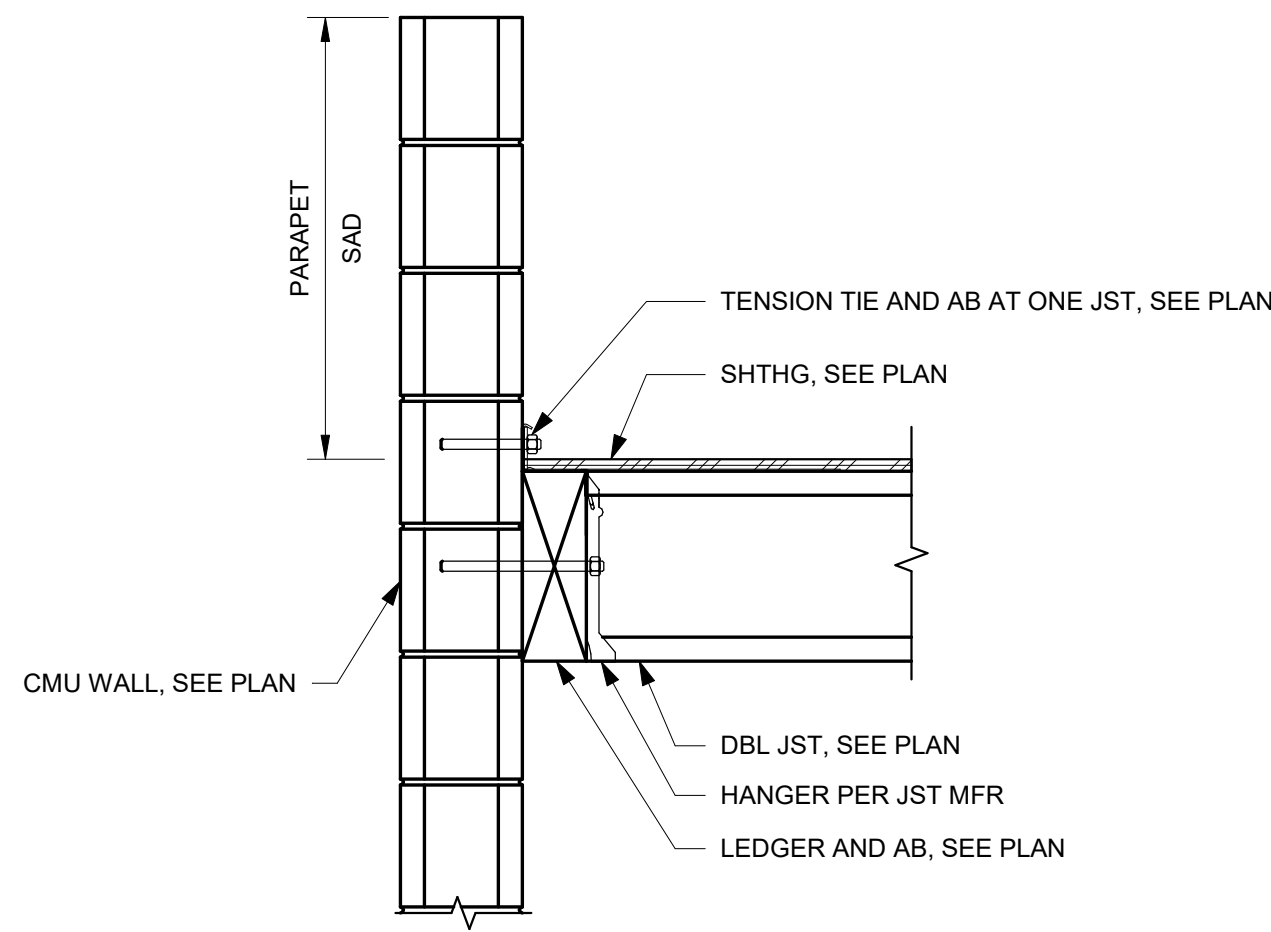 PARAPET
SAD
TENSION TIE AND AB AT ONE JST, SEE PLAN
SHTHG, SEE PLAN
CMU WALL, SEE PLAN
DBL JST, SEE PLAN
HANGER PER JST MFR
LEDGER AND AB, SEE PLAN